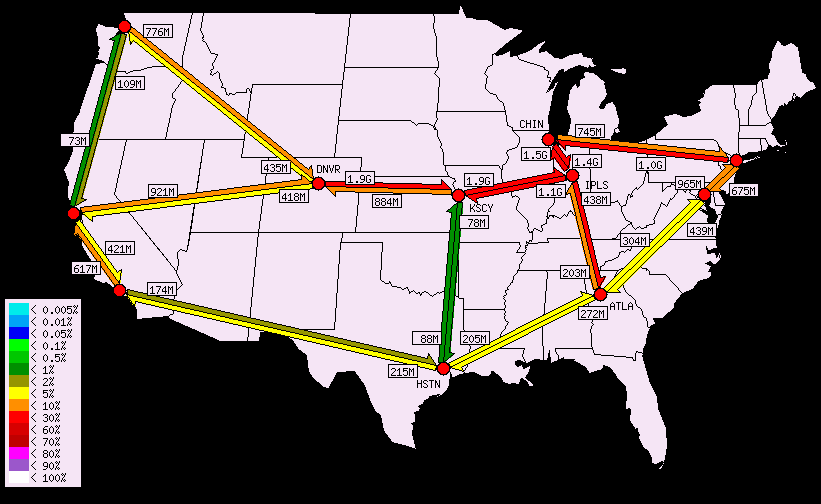 776M
109M
CHIN
745M
73M
1.5G
1.4G
1.0G
435M
DNVR
1.9G
1.9G
IPLS
965M
675M
921M
418M
884M
1.1G
438M
KSCY
78M
439M
304M
421M
617M
203M
174M
ATLA
272M
88M
205M
215M
HSTN
< 0.005%
< 0.01%
< 0.05%
< 0.1%
< 0.5%
< 1%
< 2%
< 5%
< 10%
< 30%
< 60%
< 70%
< 80%
< 90%
< 100%